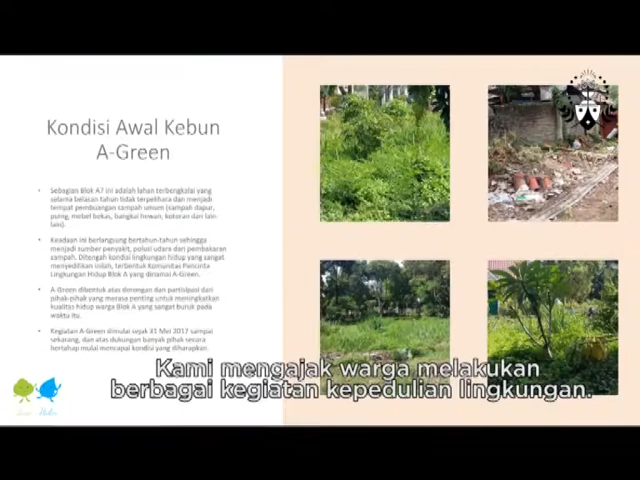 Kondisi Awal Kebun
A-Green
• Sebagian Blok A7 ini adalah lahan terbengkalai yang
selama belasan tahun tidak terpelihara dan menjadi
tempat pembuangan sampah umum (sampah dapur,
puing, mebel bekas, bangkai hewan, kotoran dan lain-
lain).
• Keadaan ini berlangsung bertahun-tahun sehingga
menjadi sumber penyakit, polusi udara dari pembakaran
sampah. Ditengah kondisi lingkungan hidup yang sangat
menyedihkan inilah, terbentuk Komunitas Pencinta
Lingkungan Hidup Blok A yang dinamai A-Green.
• A-Green dibentuk atas dorongan dan partisipasi dari
pihak-pihak yang merasa penting untuk meningkatkan
kualitas hidup warga Blok A yang sangat buruk pada
waktu itu.
• Kegiatan A-Green dimulai sejak 31 Mei 2017 sampai
sekarang, dan atas dukungan banyak pihak secara
bertahap mulai mencapai kondisi yang diharapkan.
Kami mengajak warga melakukan
berbagai kegiatan kepedulian lingkungan.